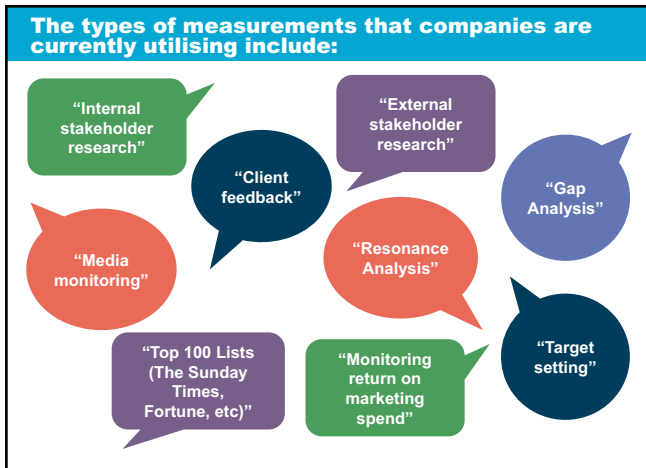 The types of measurements that companies are
currently utilising include:
“Internal
stakeholder
research”
“External
stakeholder
research”
“Client
feedback”
“Gap
Analysis”
“Media
monitoring”
“Resonance
Analysis”
“Top 100 Lists
(The Sunday
Times,
Fortune, etc)”
“Monitoring
return on
marketing
spend”
“Target
setting”